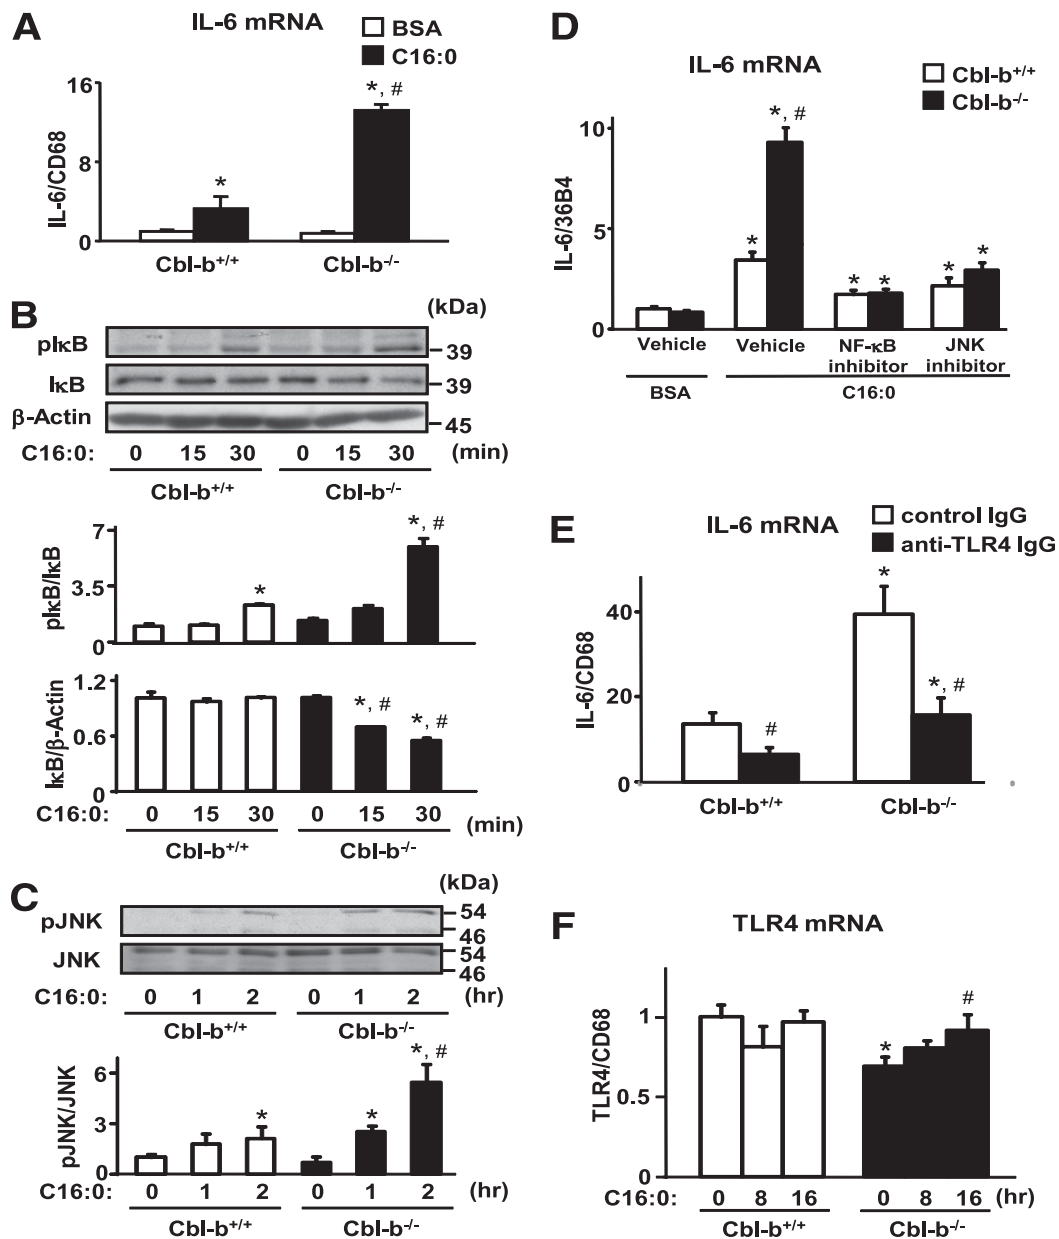 A
IL-6 mRNA
BSA
C16:0
IL-6/CD68
16
8
0
*
*, #
Cbl-b+/+
Cbl-b-/-
B
(kDa)
pIκB
39
IκB
39
β-Actin
45
C16:0: 0 15 30 0 15 30 (min)
Cbl-b+/+ Cbl-b-/-
pIκB/IκB
7
3.5
0
*
*, #
IκB/β-Actin
1.2
0.6
0
*, #
*, #
C16:0: 0 15 30 0 15 30 (min)
Cbl-b+/+ Cbl-b-/-
C
(kDa)
pJNK
54
46
JNK
54
46
C16:0: 0 1 2 0 1 2 (hr)
Cbl-b+/+ Cbl-b-/-
pJNK/JNK
6
3
0
*
*
*, #
C16:0: 0 1 2 0 1 2 (hr)
Cbl-b+/+ Cbl-b-/-
D
IL-6 mRNA
Cbl-b+/+
Cbl-b-/-
IL-6/36B4
10
5
0
*
*, #
* *
* *
Vehicle Vehicle NF-κB JNK
inhibitor inhibitor
BSA C16:0
E
IL-6 mRNA
control IgG
anti-TLR4 IgG
IL-6/CD68
40
20
0
#
*
*, #
Cbl-b+/+ Cbl-b-/-
F
TLR4 mRNA
TLR4/CD68
1
0.5
0
*
#
C16:0: 0 8 16 0 8 16 (hr)
Cbl-b+/+ Cbl-b-/-